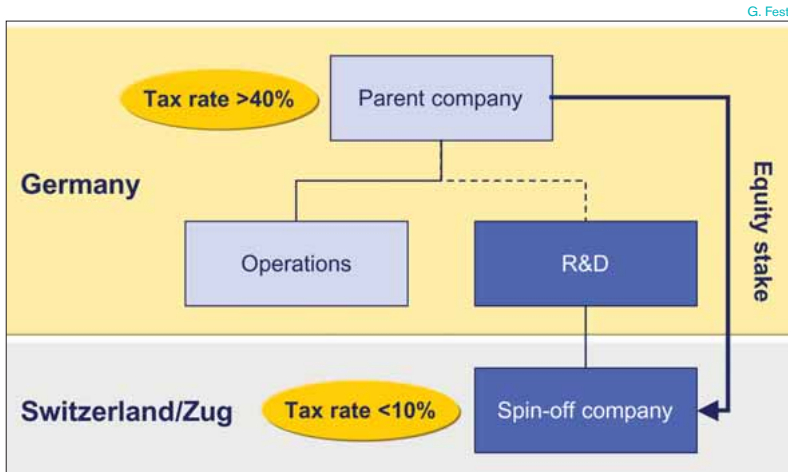 G. Fest
Tax rate >40%
Parent company
Germany
Equity stake
Operations
R&D
Switzerland/Zug
Tax rate <10%
Spin-off company